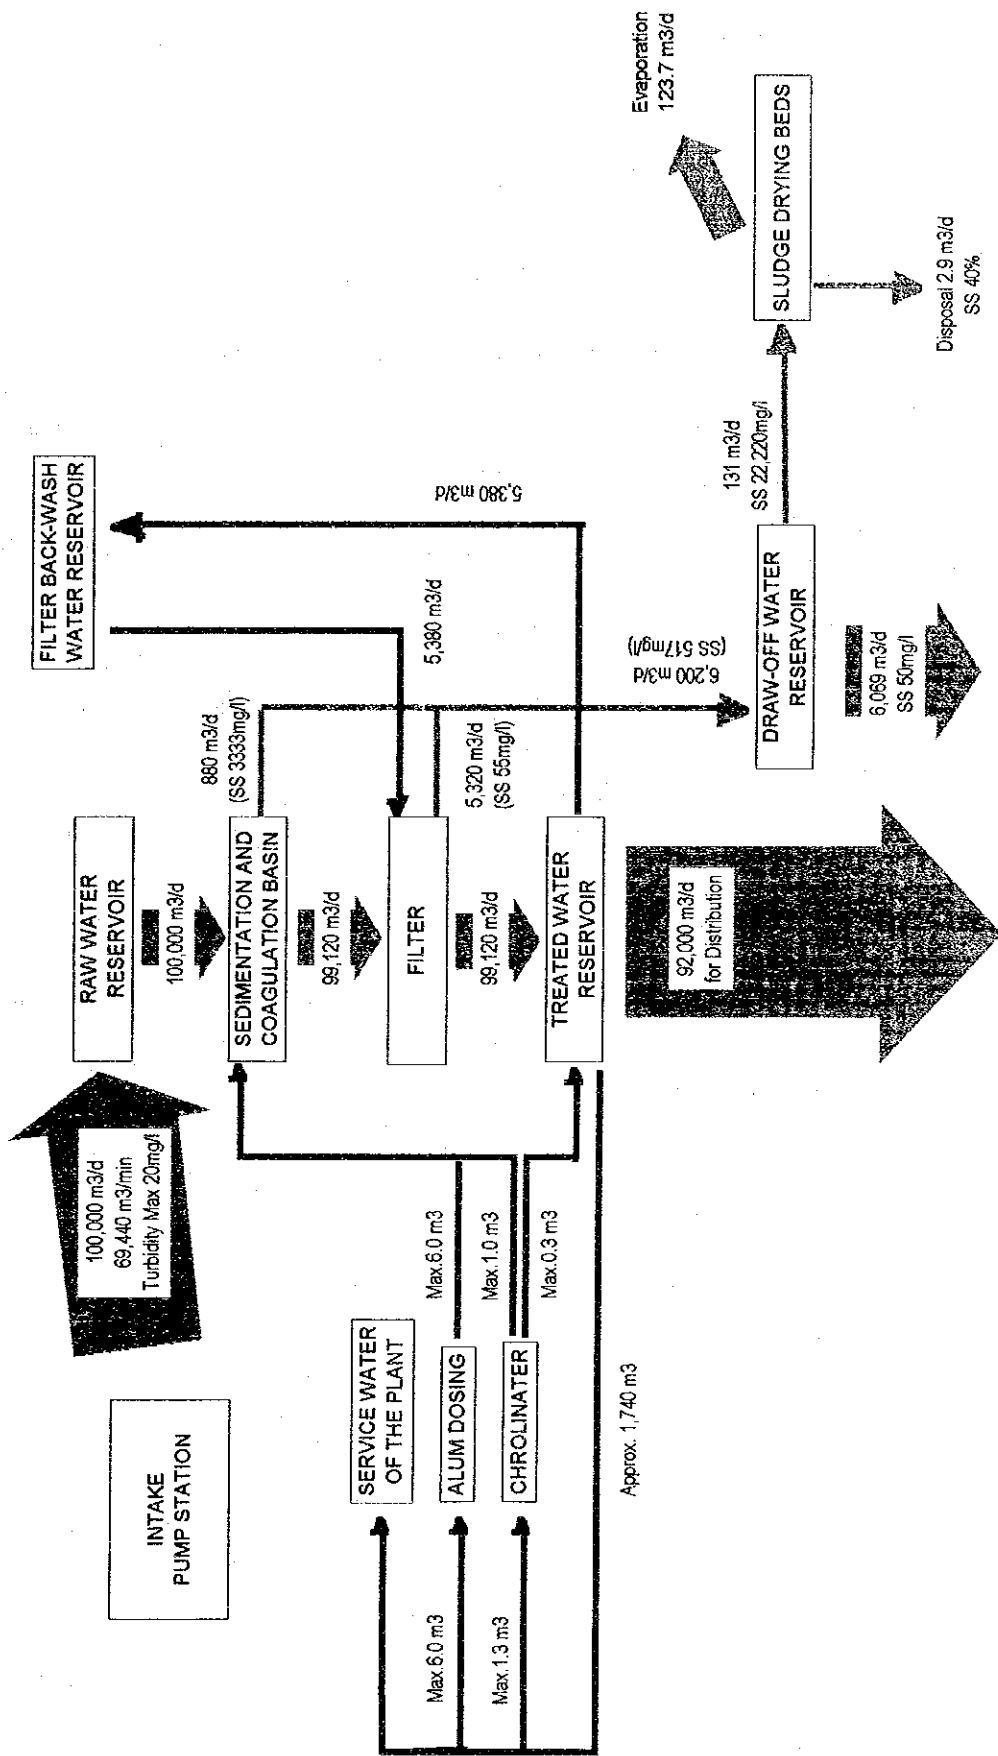 INTAKE
PUMP STATION
100,000 m3/d
69,440 m3/min
Turbidity Max 20mg/l
RAW WATER
RESERVOIR
100,000 m3/d
SEDIMENTATION AND
COAGULATION BASIN
99,120 m3/d
FILTER
99,120 m3/d
TREATED WATER
RESERVOIR
92,000 m3/d
for Distribution
FILTER BACK-WASH
WATER RESERVOIR
880 m3/d
(SS 3333mg/l)
5,380 m3/d
5,380 m3/d
5,320 m3/d
(SS 55mg/l)
6,200 m3/d
(SS 517mg/l)
SERVICE WATER
OF THE PLANT
Max.6.0 m3
ALUM DOSING
Max.6.0 m3
Max.1.3 m3
CHROLINATER
Max.1.0 m3
Max.0.3 m3
Approx. 1,740 m3
DRAW-OFF WATER
RESERVOIR
6,069 m3/d
SS 50mg/l
131 m3/d
SS 22,220mg/l
SLUDGE DRYING BEDS
Evaporation
123.7 m3/d
Disposal 2.9 m3/d
SS 40%